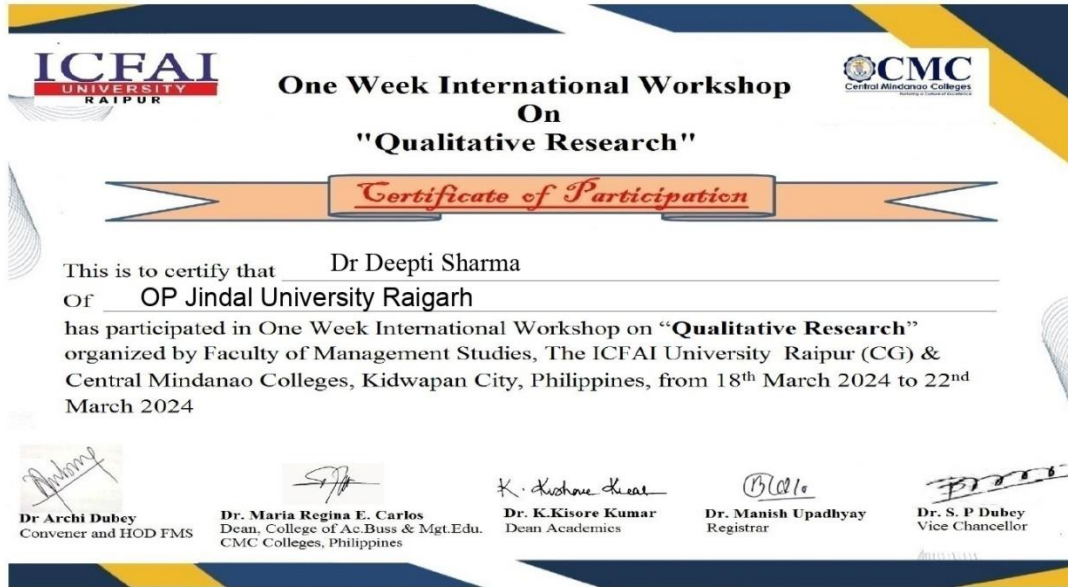 ICFAI
UNIVERSITY
RAIPUR
CMC
Central Mindanao Colleges
One Week International Workshop
On
"Qualitative Research"
Certificate of Participation
This is to certify that Dr Deepti Sharma
Of OP Jindal University Raigarh
has participated in One Week International Workshop on “Qualitative Research”
organized by Faculty of Management Studies, The ICFAI University Raipur (CG) &
Central Mindanao Colleges, Kidwapan City, Philippines, from 18th March 2024 to 22nd
March 2024
K. Kishore Kumar
Dr Archi Dubey
Convener and HOD FMS
Dr. Maria Regina E. Carlos
Dean, College of Ac.Buss & Mgt.Edu.
CMC Colleges, Philippines
Dr. K.Kisore Kumar
Dean Academics
Dr. Manish Upadhyay
Registrar
Dr. S. P Dubey
Vice Chancellor